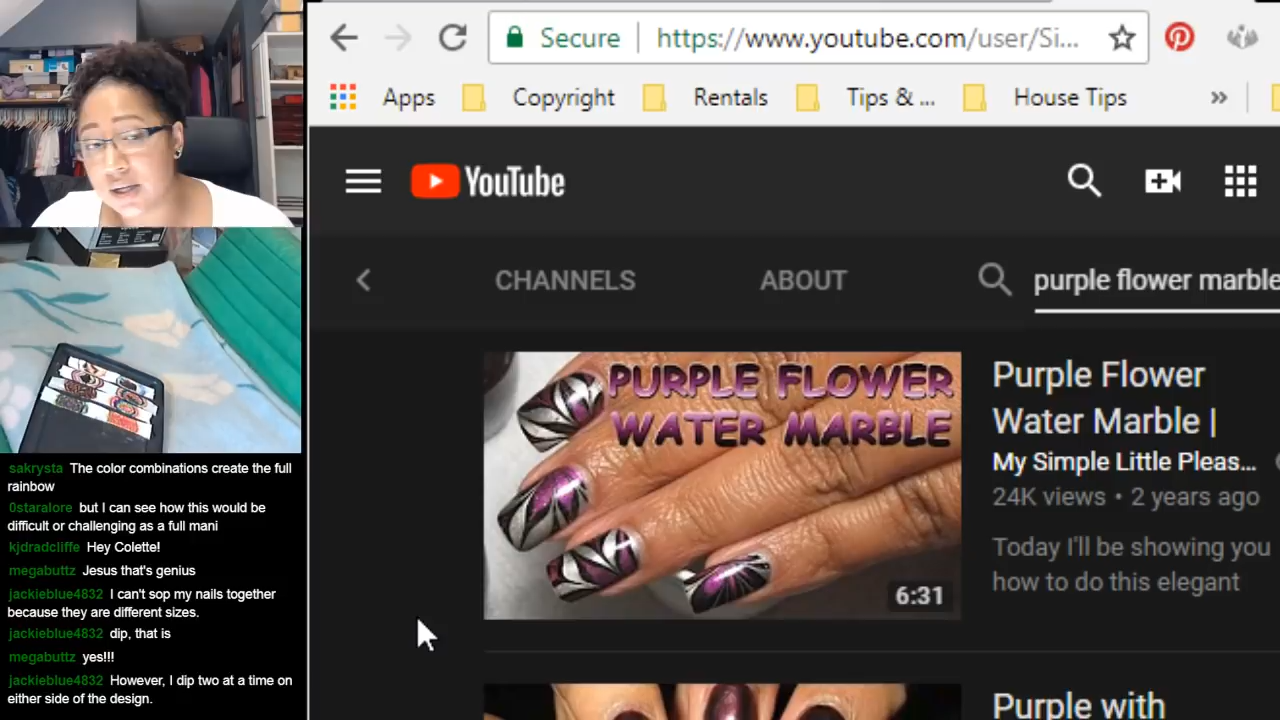 Secure
https://www.youtube.com/user/Si...
Apps
Copyright
Rentals
Tips & ...
House Tips
»
YouTube
CHANNELS
ABOUT
purple flower marble
PURPLE FLOWER
WATER MARBLE
6:31
Purple Flower
Water Marble |
My Simple Little Pleas...
24K views • 2 years ago
Today I'll be showing you
how to do this elegant
Purple with
sakrysta The color combinations create the full
rainbow
0staralore but I can see how this would be
difficult or challenging as a full mani
kjdradcliffe Hey Colette!
megabuttz Jesus that's genius
jackieblue4832 I can't sop my nails together
because they are different sizes.
jackieblue4832 dip, that is
megabuttz yes!!!
jackieblue4832 However, I dip two at a time on
either side of the design.